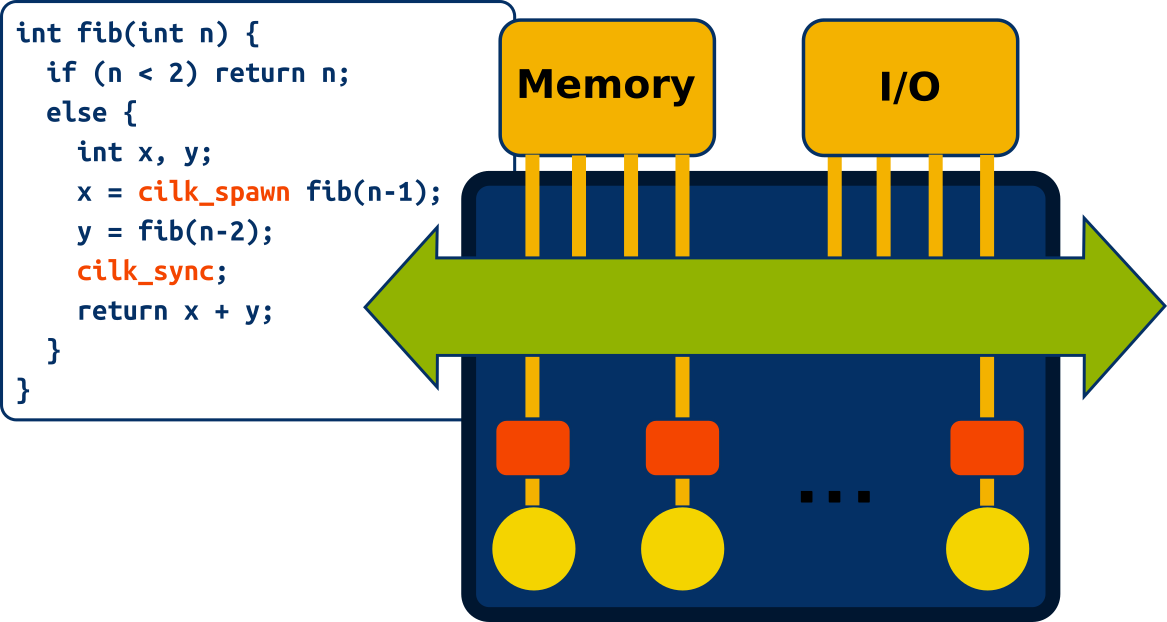 int fib(int n) {
  if (n < 2) return n;
  else {
    int x, y;
    x = cilk_spawn fib(n-1);
    y = fib(n-2);
    cilk_sync;
    return x + y;
  }
}
Memory
I/O
...